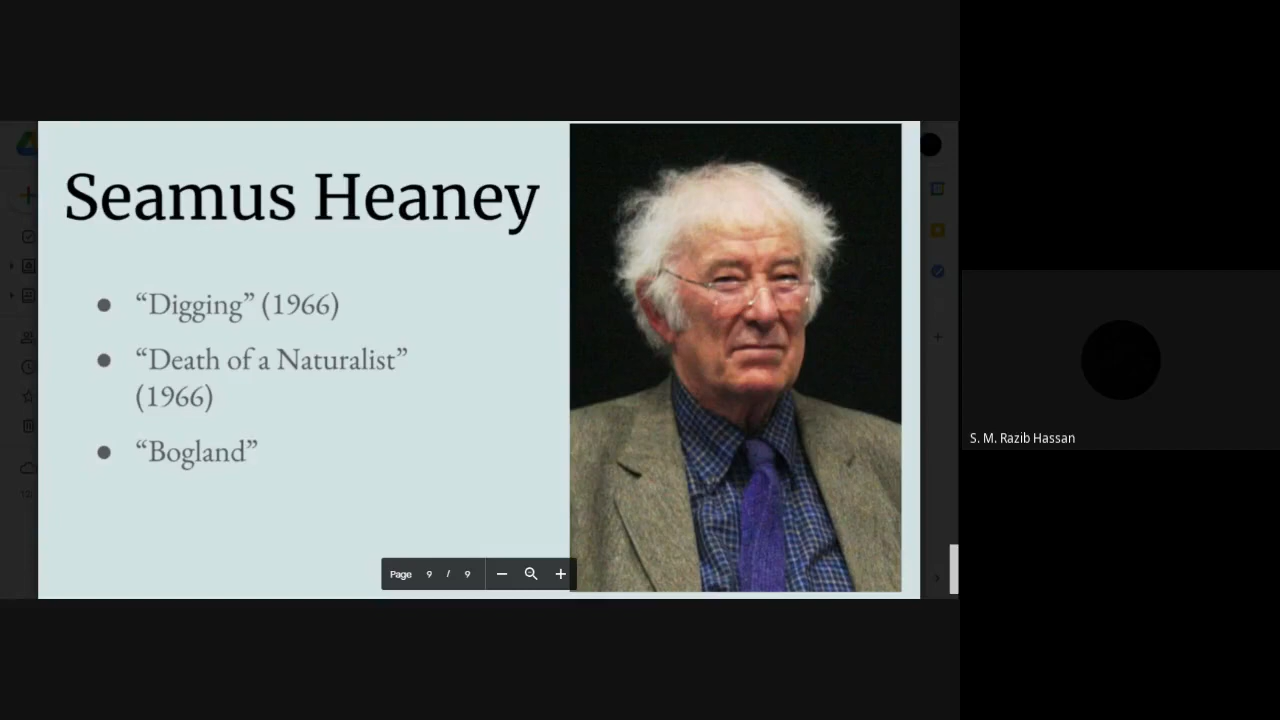 Seamus Heaney
● “Digging” (1966)
● “Death of a Naturalist”
(1966)
● “Bogland”
Page 9 / 9
S. M. Razib Hassan